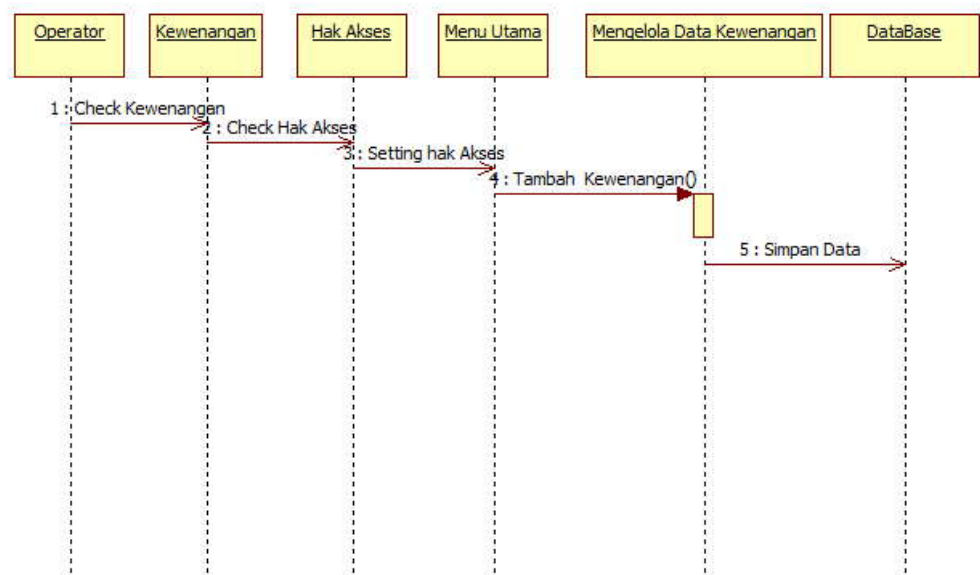 Operator
Kewenangan
Hak Akses
Menu Utama
Mengelola Data Kewenangan
DataBase
1 : Check Kewenangan
2 : Check Hak Akses
3 : Setting hak Akses
4 : Tambah Kewenangan()
5 : Simpan Data